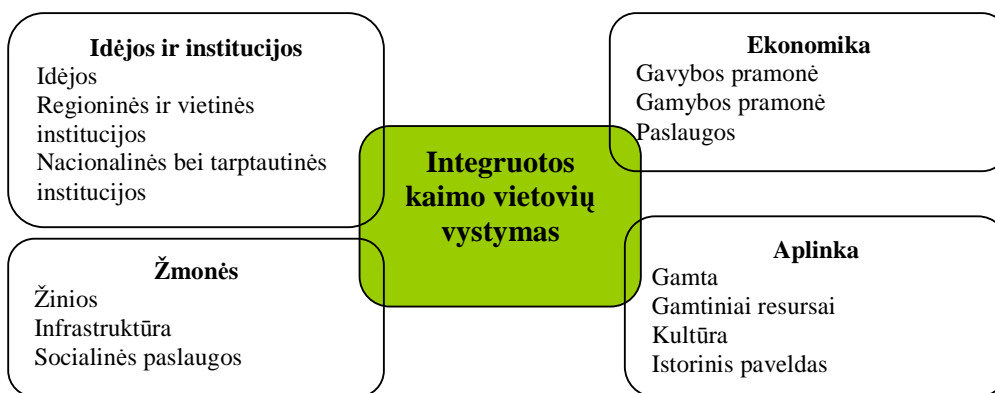 Idėjos ir institucijos
Idėjos
Regioninės ir vietinės
institucijos
Nacionalinės bei tarptautinės
institucijos
Ekonomika
Gavybos pramonė
Gamybos pramonė
Paslaugos
Integruotos
kaimo vietovių
vystymas
Žmonės
Žinios
Infrastruktūra
Socialinės paslaugos
Aplinka
Gamta
Gamtiniai resursai
Kultūra
Istorinis paveldas